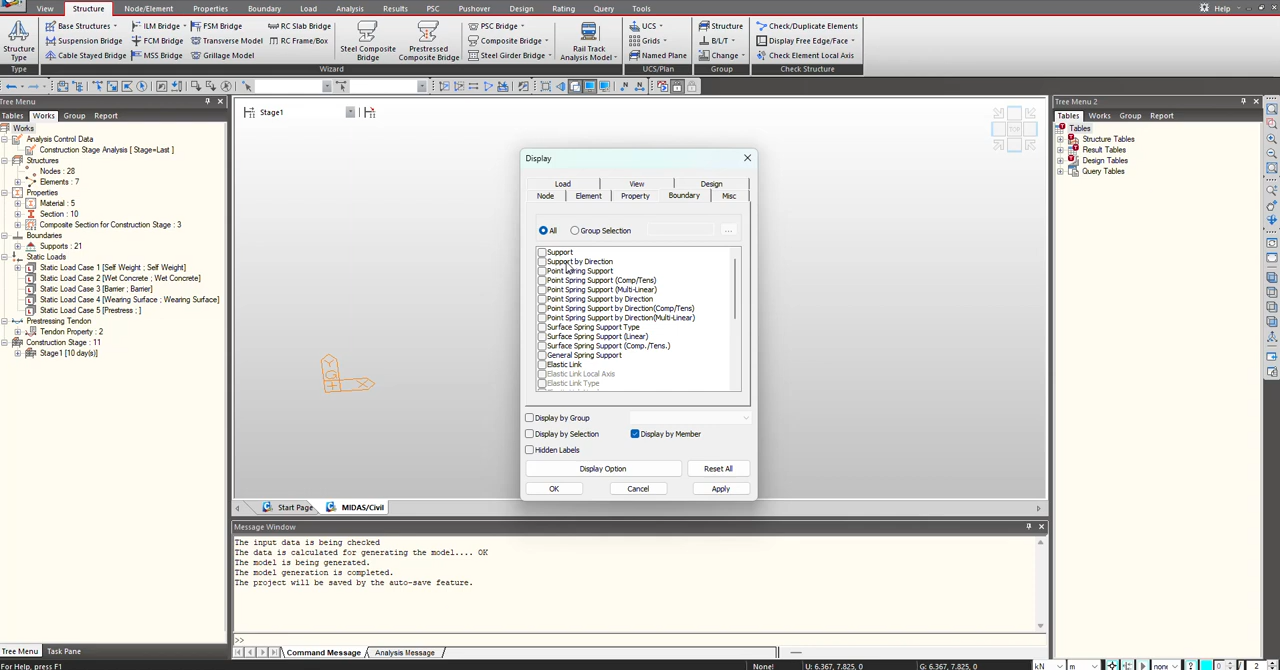 View Structure Node/Element Properties Boundary Load Analysis Results PSC Pushover Design Rating Query Tools Help
Base Structures ILM Bridge FSM Bridge RC Slab Bridge PSC Bridge UCS Structure Check/Duplicate Elements
Suspension Bridge FCM Bridge Transverse Model RC Frame/Box Composite Bridge Grids B/L/T Display Free Edge/Face
Structure Type Cable Stayed Bridge MSS Bridge Grillage Model Steel Composite Bridge Prestressed Composite Bridge Steel Girder Bridge Rail Track Analysis Model Named Plane Change Check Element Local Axis
Type Wizard UCS/Plan Group Check Structure
Tree Menu
Tables Works Group Report
Works
Analysis Control Data
Construction Stage Analysis [Stage=Last ]
Structures
Nodes : 28
Elements : 7
Properties
Material : 5
Section : 10
Composite Section for Construction Stage : 3
Boundaries
Supports : 21
Static Loads
Static Load Case 1 [Self Weight ; Self Weight]
Static Load Case 2 [Wet Concrete ; Wet Concrete]
Static Load Case 3 [Barrier ; Barrier]
Static Load Case 4 [Wearing Surface ; Wearing Surface]
Static Load Case 5 [Prestress ; ]
Prestressing Tendon
Tendon Property : 2
Construction Stage : 11
Stage1 [10 day(s)]
Tree Menu Task Pane
For Help, press F1
Stage1
TOP
Y
G
X
Display
Load View Design
Node Element Property Boundary Misc
All Group Selection ...
Support
Support by Direction
Point Spring Support
Point Spring Support (Comp/Tens)
Point Spring Support (Multi-Linear)
Point Spring Support by Direction
Point Spring Support by Direction(Comp/Tens)
Point Spring Support by Direction(Multi-Linear)
Surface Spring Support Type
Surface Spring Support (Linear)
Surface Spring Support (Comp./Tens.)
General Spring Support
Elastic Link
Elastic Link Local Axis
Elastic Link Type
Display by Group
Display by Selection Display by Member
Hidden Labels
Display Option Reset All
OK Cancel Apply
Start Page MIDAS/Civil
Message Window
The input data is being checked
The data is calculated for generating the model.... OK
The model is being generated.
The model generation is completed.
The project will be saved by the auto-save feature.
>>
Command Message Analysis Message
None! U: 6.367, 7.825, 0 G: 6.367, 7.825, 0 kN m none ? 0 2
Tree Menu 2
Tables Works Group Report
Tables
Structure Tables
Result Tables
Design Tables
Query Tables